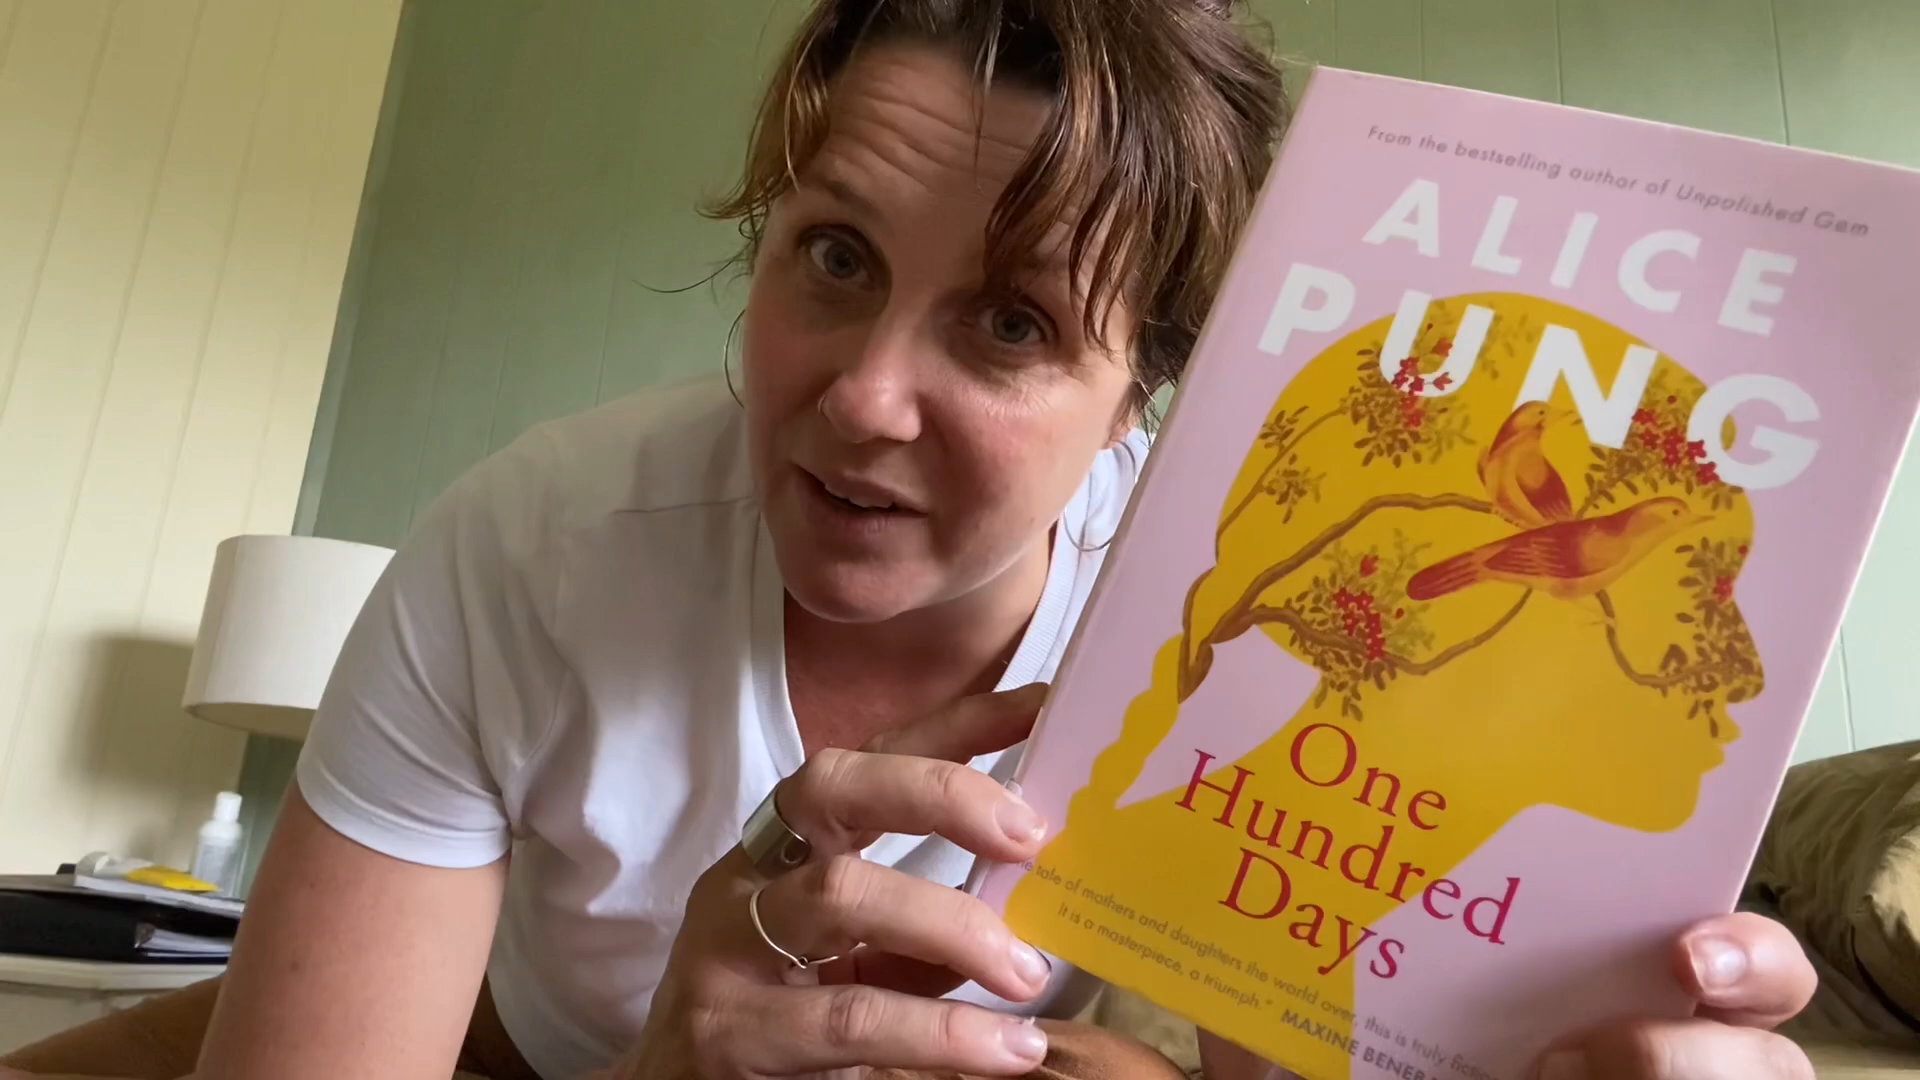 From the bestselling author of Unpolished Gem
ALICE
PUNG
One
Hundred
Days
tale of mothers and daughters the world over, this is truly
It is a masterpiece, a triumph." MAXINE